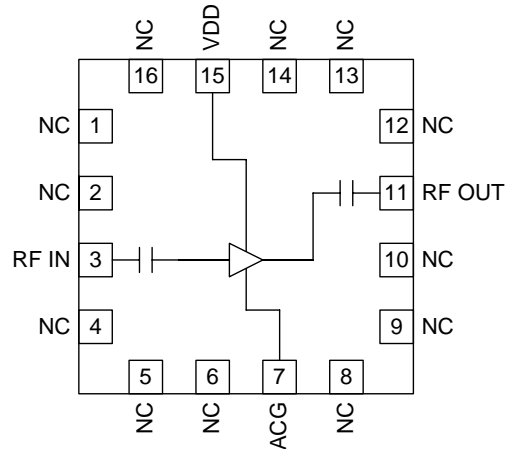 NC VDD NC NC
16 15 14 13
NC 1 12 NC
NC 2 11 RF OUT
RF IN 3 10 NC
NC 4 9 NC
5 6 7 8
NC NC ACG NC